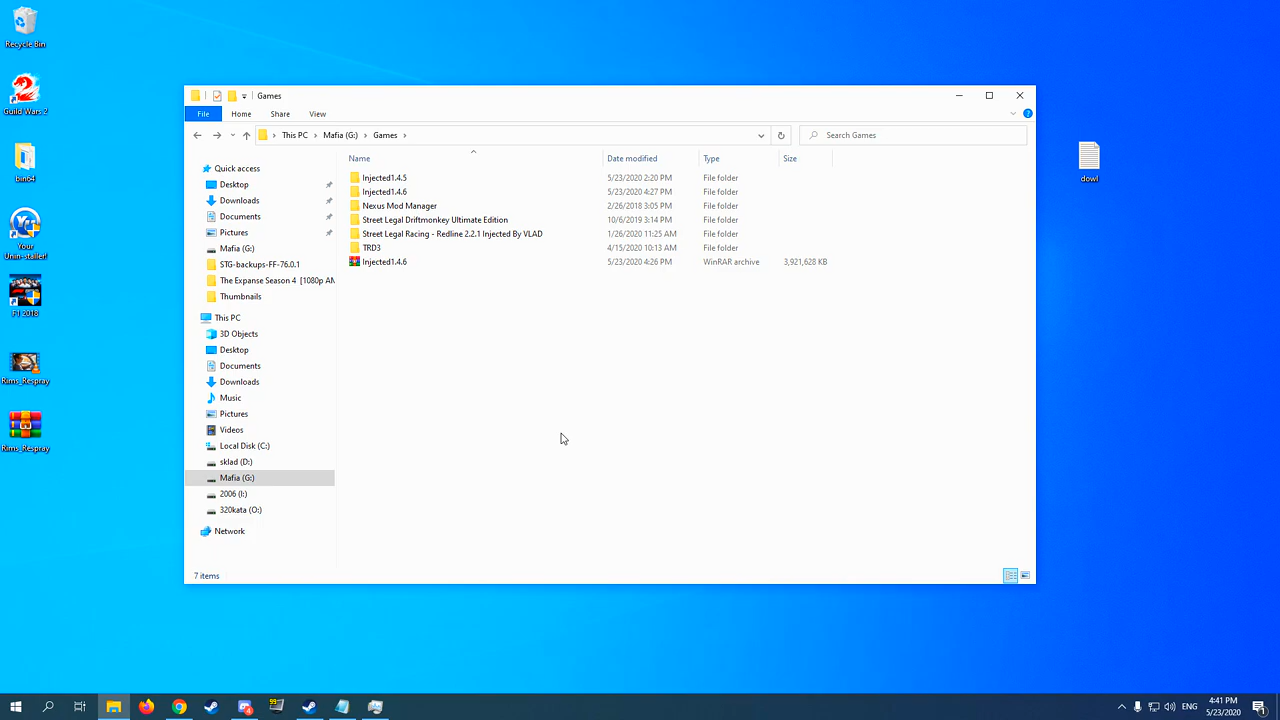 Recycle Bin
Guild Wars 2
bin64
Your
Unin-staller!
F1 2018
Rims_Respray
Rims_Respray
Games
File Home Share View
This PC Mafia (G:) Games
Search Games
Name Date modified Type Size
Quick access
Desktop
Downloads
Documents
Pictures
Mafia (G:)
STG-backups-FF-76.0.1
The Expanse Season 4 [1080p AM
Thumbnails
This PC
3D Objects
Desktop
Documents
Downloads
Music
Pictures
Videos
Local Disk (C:)
sklad (D:)
Mafia (G:)
2006 (I:)
320kata (O:)
Network
Injected1.4.5 5/23/2020 2:20 PM File folder
Injected1.4.6 5/23/2020 4:27 PM File folder
Nexus Mod Manager 2/26/2018 3:05 PM File folder
Street Legal Driftmonkey Ultimate Edition 10/6/2019 3:14 PM File folder
Street Legal Racing - Redline 2.2.1 Injected By VLAD 1/26/2020 11:25 AM File folder
TRD3 4/15/2020 10:13 AM File folder
Injected1.4.6 5/23/2020 4:26 PM WinRAR archive 3,921,628 KB
7 items
dowl
ENG
4:41 PM
5/23/2020